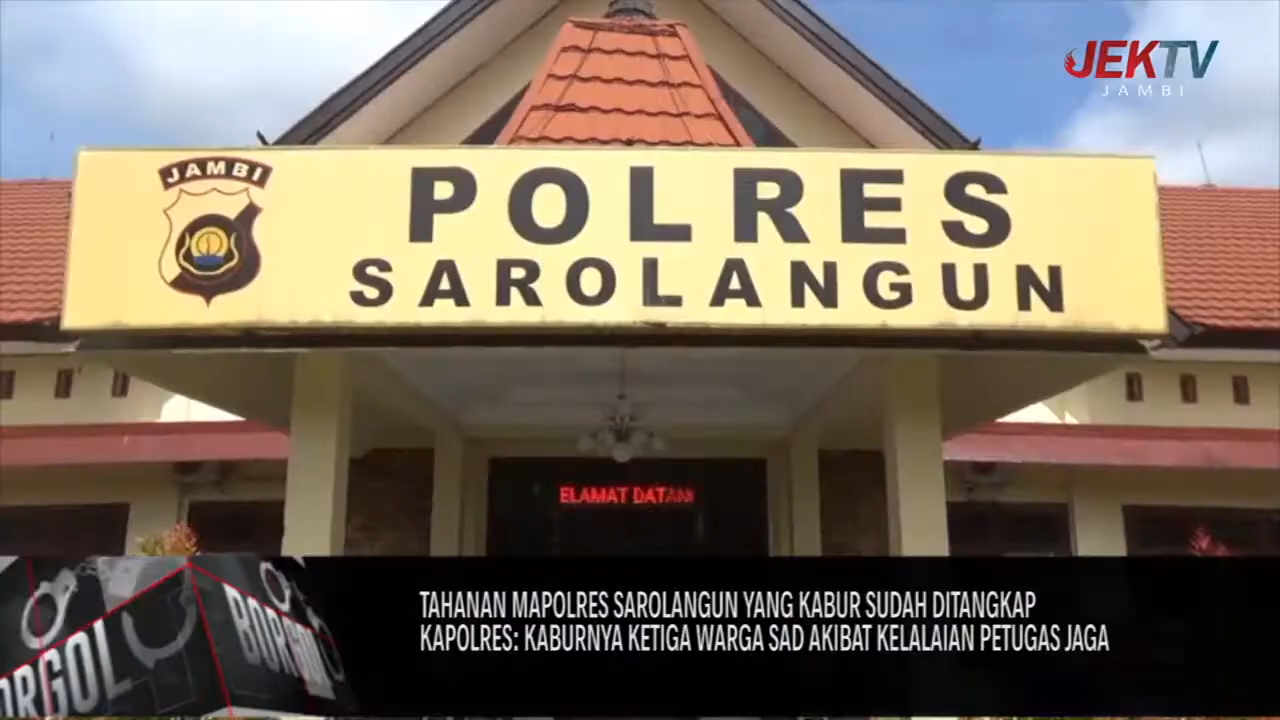 JEKTV
JAMBI
JAMBI
POLRES
SAROLANGUN
ELAMAT DATAN
TAHANAN MAPOLRES SAROLANGUN YANG KABUR SUDAH DITANGKAP
KAPOLRES: KABURNYA KETIGA WARGA SAD AKIBAT KELALAIAN PETUGAS JAGA
ORGOL
BORGOL